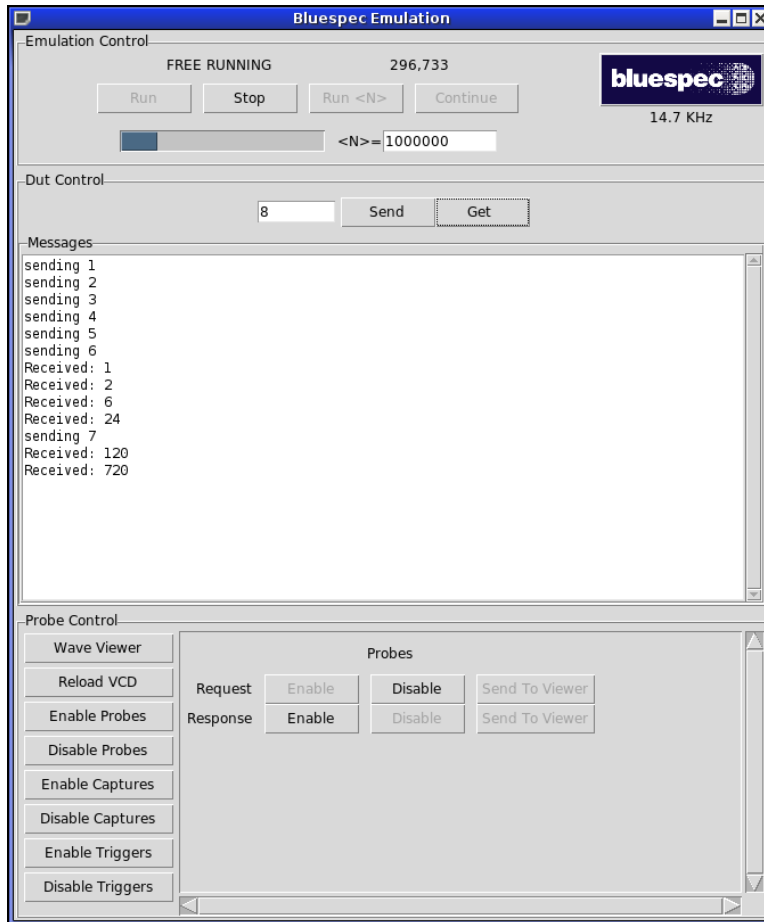 Bluespec Emulation
Emulation Control
FREE RUNNING 296,733
Run Stop Run <N> Continue
bluespec
14.7 KHz
<N>= 1000000
Dut Control
8 Send Get
Messages
sending 1
sending 2
sending 3
sending 4
sending 5
sending 6
Received: 1
Received: 2
Received: 6
Received: 24
sending 7
Received: 120
Received: 720
Probe Control
Wave Viewer
Reload VCD
Enable Probes
Disable Probes
Enable Captures
Disable Captures
Enable Triggers
Disable Triggers
Probes
Request Enable Disable Send To Viewer
Response Enable Disable Send To Viewer